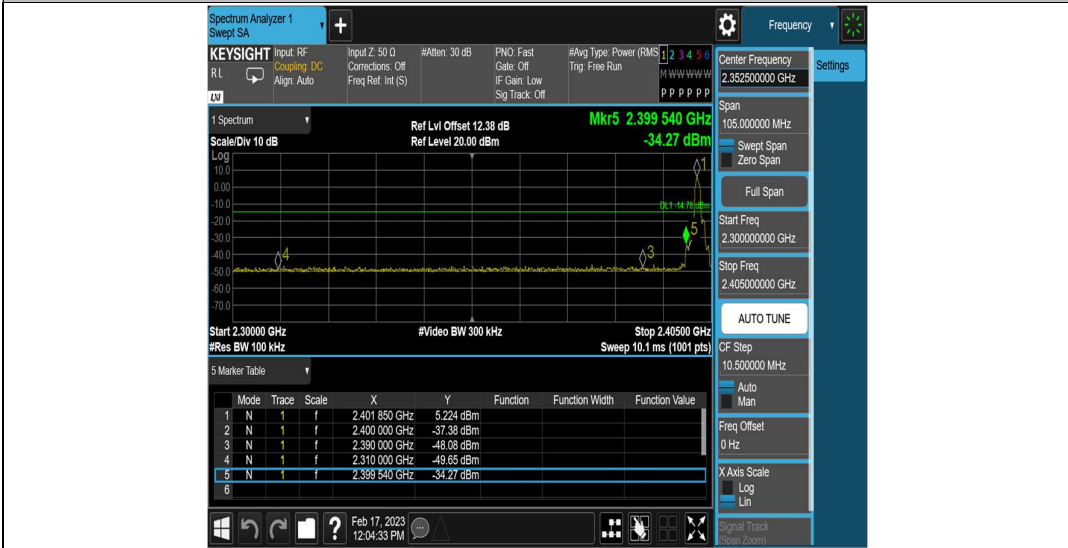 Spectrum Analyzer 1
Swept SA
+
Frequency
KEYSIGHT
RL
LXI
Input: RF
Coupling: DC
Align: Auto
Input Z: 50 Ω
Corrections: Off
Freq Ref: Int (S)
#Atten: 30 dB
PNO: Fast
Gate: Off
IF Gain: Low
Sig Track: Off
#Avg Type: Power (RMS
Trig: Free Run
1 2 3 4 5 6
M W W W W W
P P P P P P
1 Spectrum
Scale/Div 10 dB
Ref Lvl Offset 12.38 dB
Ref Level 20.00 dBm
Mkr5 2.399 540 GHz
-34.27 dBm
Log
10.0
0.00
-10.0
-20.0
-30.0
-40.0
-50.0
-60.0
-70.0
1
DL1 -14.78 dBm
5
3
4
Start 2.30000 GHz
#Video BW 300 kHz
Stop 2.40500 GHz
#Res BW 100 kHz
Sweep 10.1 ms (1001 pts)
5 Marker Table
Mode Trace Scale X Y Function Function Width Function Value
1 N 1 f 2.401 850 GHz 5.224 dBm
2 N 1 f 2.400 000 GHz -37.38 dBm
3 N 1 f 2.390 000 GHz -48.08 dBm
4 N 1 f 2.310 000 GHz -49.65 dBm
5 N 1 f 2.399 540 GHz -34.27 dBm
6
?
Feb 17, 2023
12:04:33 PM
Center Frequency
2.352500000 GHz
Settings
Span
105.000000 MHz
Swept Span
Zero Span
Full Span
Start Freq
2.300000000 GHz
Stop Freq
2.405000000 GHz
AUTO TUNE
CF Step
10.500000 MHz
Auto
Man
Freq Offset
0 Hz
X Axis Scale
Log
Lin
Signal Track
(Span Zoom)